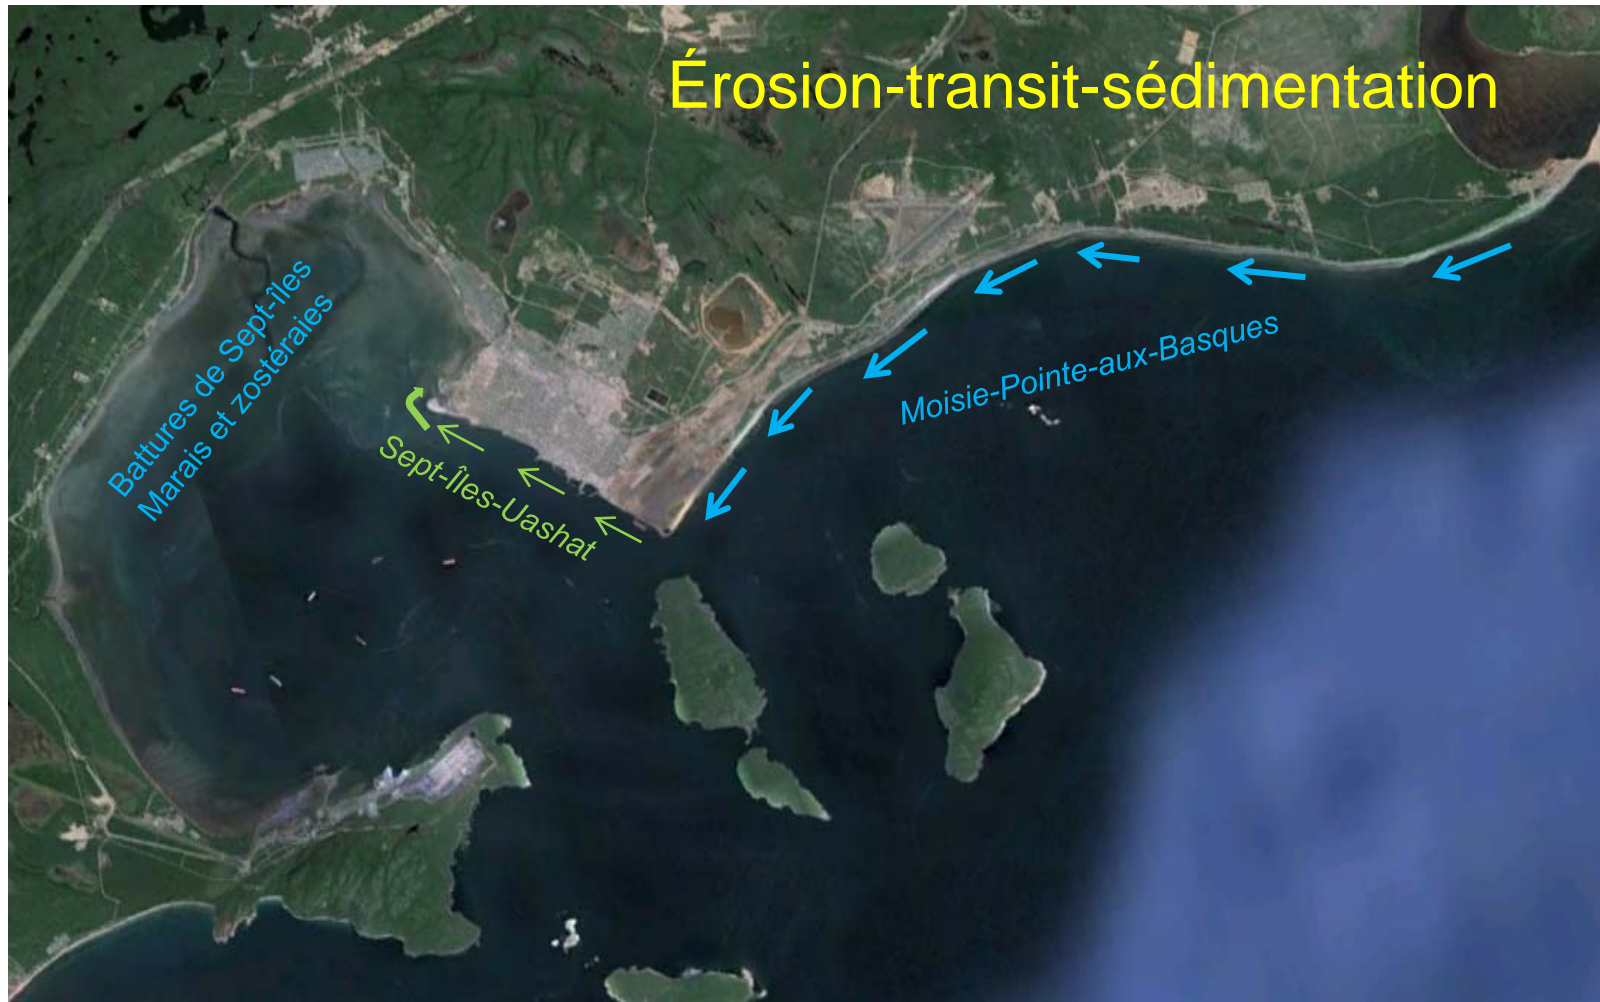 Érosion-transit-sédimentation
Battures de Sept-îles
Marais et zostéraies
Moisie-Pointe-aux-Basques
Sept-Îles-Uashat